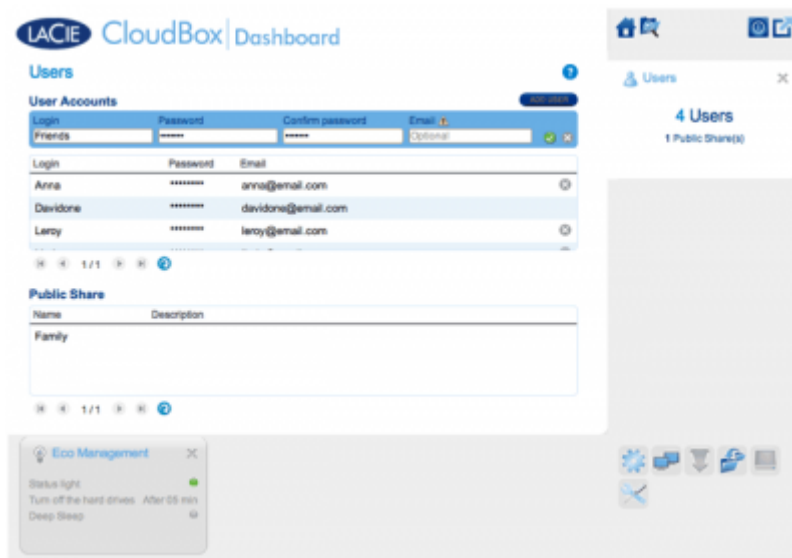 LACIE CloudBox Dashboard
Users
User Accounts
ADD USER
Login Password Confirm password Email
Friends •••••• •••••• Optional
Login Password Email
Anna ********* anna@email.com
Davidone ********* davidone@email.com
Leroy ********* leroy@email.com
1/1
Public Share
Name Description
Family
1/1
Users
4 Users
1 Public Share(s)
Eco Management
Status light
Turn off the hard drives After 05 min
Deep Sleep